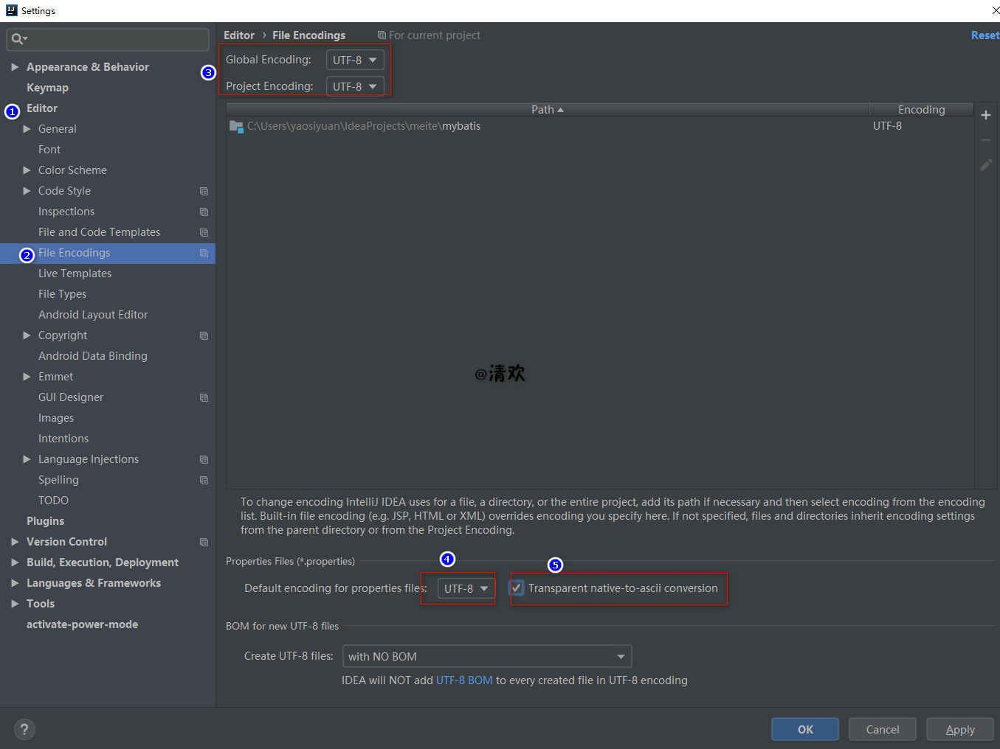 Settings
Appearance & Behavior
Keymap
1 Editor
General
Font
Color Scheme
Code Style
Inspections
File and Code Templates
2 File Encodings
Live Templates
File Types
Android Layout Editor
Copyright
Android Data Binding
Emmet
GUI Designer
Images
Intentions
Language Injections
Spelling
TODO
Plugins
Version Control
Build, Execution, Deployment
Languages & Frameworks
Tools
activate-power-mode
Editor › File Encodings For current project Reset
3
Global Encoding: UTF-8
Project Encoding: UTF-8
Path Encoding
C:\Users\yaosiyuan\IdeaProjects\meite\mybatis UTF-8
@清欢
To change encoding IntelliJ IDEA uses for a file, a directory, or the entire project, add its path if necessary and then select encoding from the encoding
list. Built-in file encoding (e.g. JSP, HTML or XML) overrides encoding you specify here. If not specified, files and directories inherit encoding settings
from the parent directory or from the Project Encoding.
Properties Files (*.properties)
4 5
Default encoding for properties files: UTF-8 Transparent native-to-ascii conversion
BOM for new UTF-8 files
Create UTF-8 files: with NO BOM
IDEA will NOT add UTF-8 BOM to every created file in UTF-8 encoding
? OK Cancel Apply